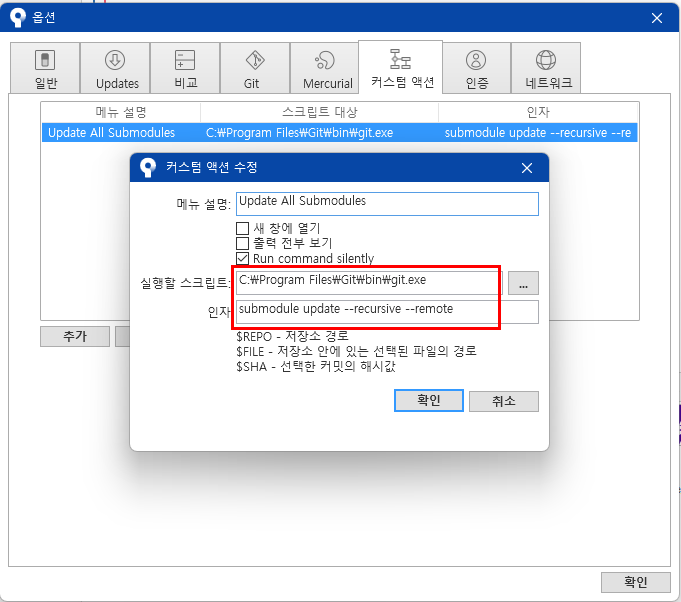 옵션
일반
Updates
비교
Git
Mercurial
커스텀 액션
인증
네트워크
메뉴 설명
스크립트 대상
인자
Update All Submodules
C:₩Program Files₩Git₩bin₩git.exe
submodule update --recursive --re
커스텀 액션 수정
메뉴 설명:
Update All Submodules
새 창에 열기
출력 전부 보기
Run command silently
실행할 스크립트:
C:₩Program Files₩Git₩bin₩git.exe
...
인자
submodule update --recursive --remote
$REPO - 저장소 경로
$FILE - 저장소 안에 있는 선택된 파일의 경로
$SHA - 선택한 커밋의 해시값
추가
확인
취소
확인